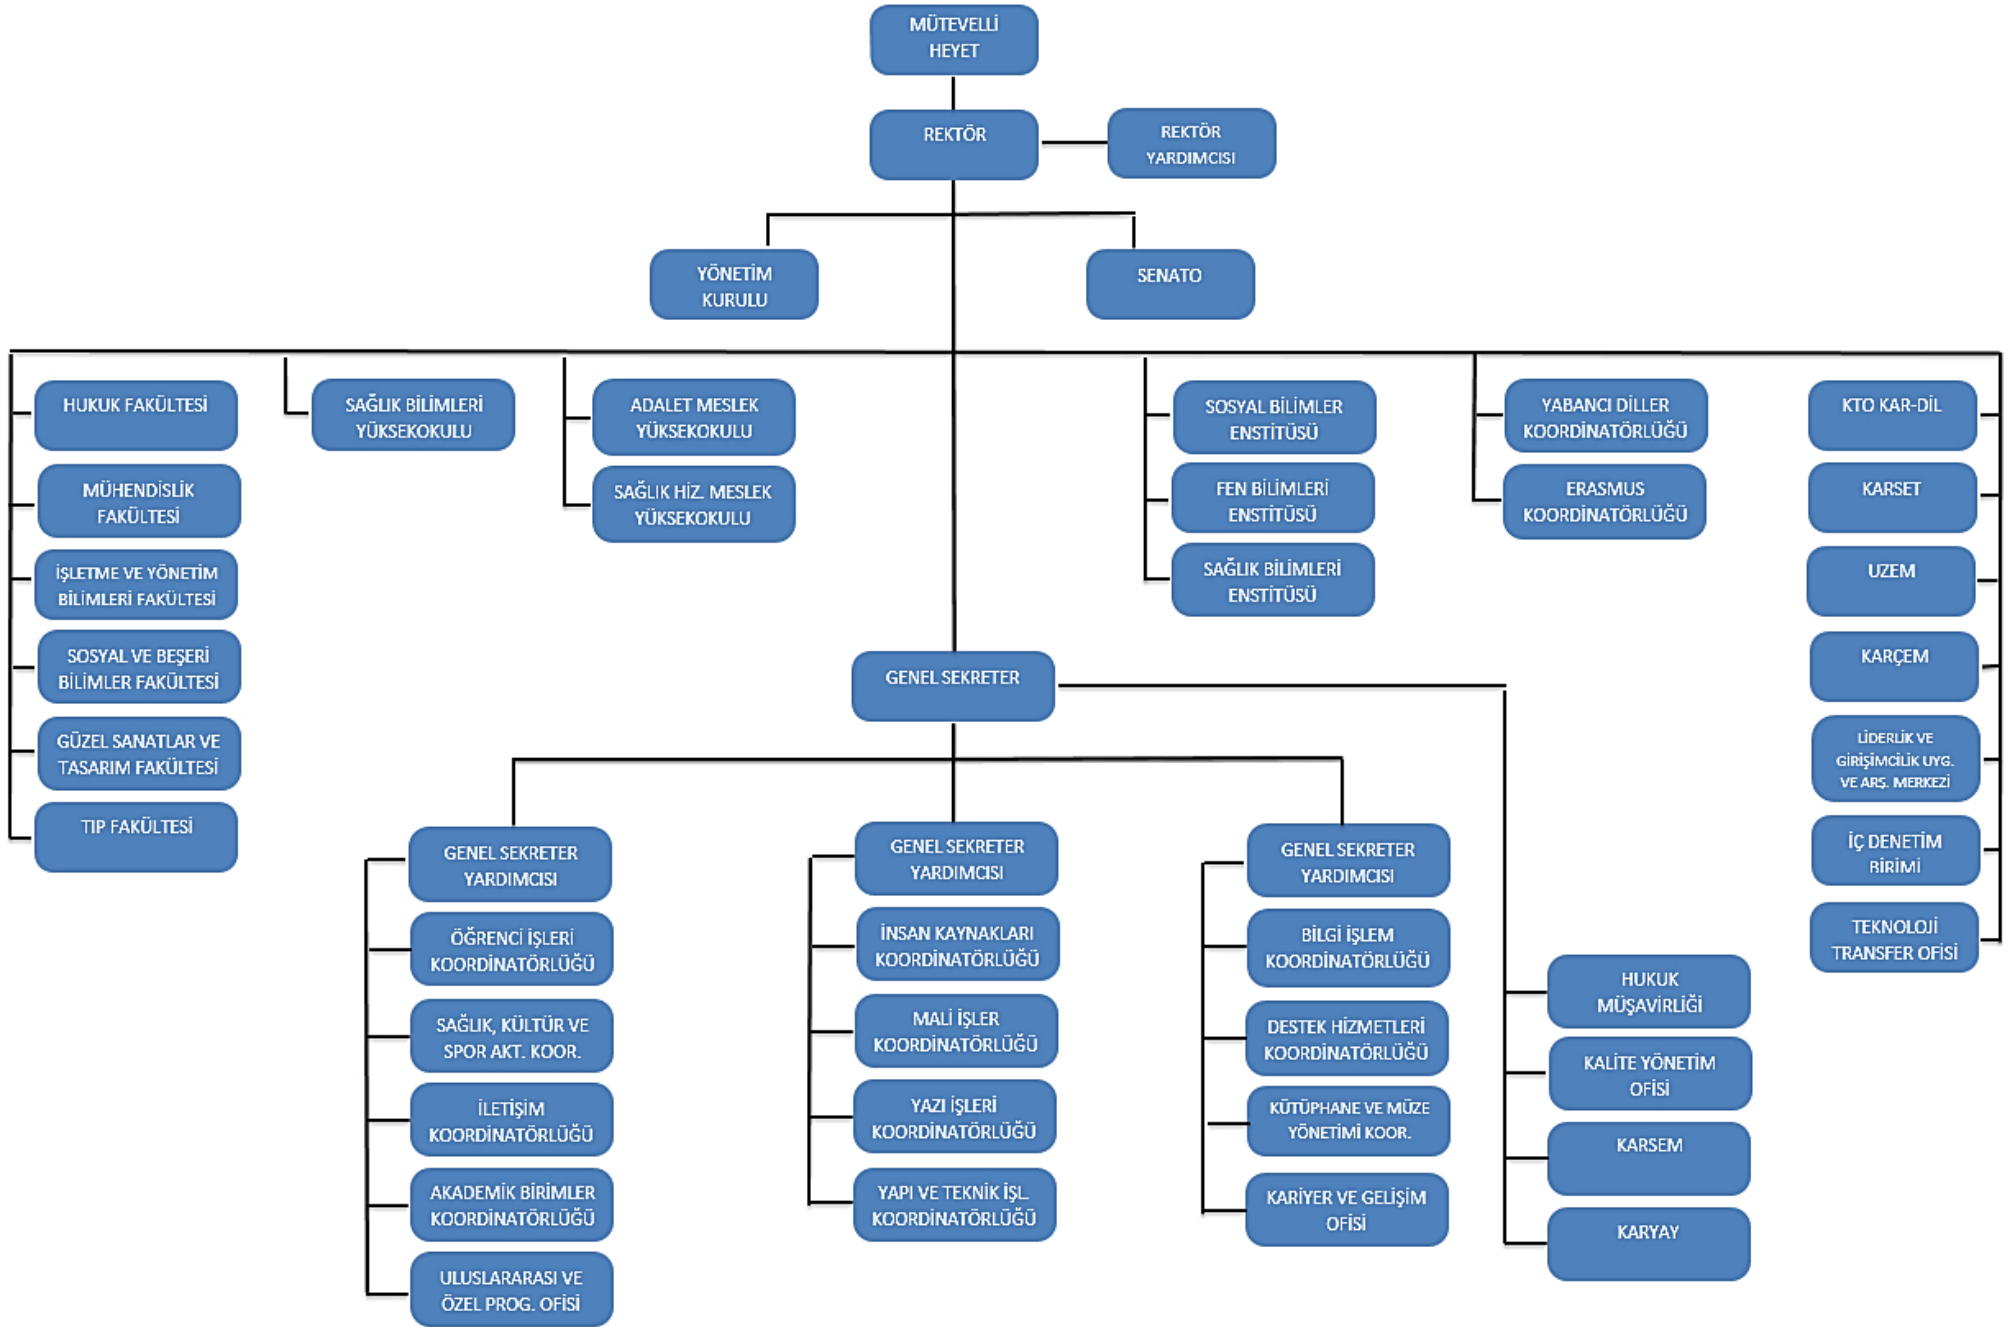 MÜTEVELLİ
HEYET
REKTÖR
REKTÖR
YARDIMCISI
YÖNETİM
KURULU
SENATO
HUKUK FAKÜLTESİ
MÜHENDİSLİK
FAKÜLTESİ
İŞLETME VE YÖNETİM
BİLİMLERİ FAKÜLTESİ
SOSYAL VE BEŞERİ
BİLİMLER FAKÜLTESİ
GÜZEL SANATLAR VE
TASARIM FAKÜLTESİ
TIP FAKÜLTESİ
SAĞLIK BİLİMLERİ
YÜKSEKOKULU
ADALET MESLEK
YÜKSEKOKULU
SAĞLIK HİZ. MESLEK
YÜKSEKOKULU
SOSYAL BİLİMLER
ENSTİTÜSÜ
FEN BİLİMLERİ
ENSTİTÜSÜ
SAĞLIK BİLİMLERİ
ENSTİTÜSÜ
YABANCI DİLLER
KOORDİNATÖRLÜĞÜ
ERASMUS
KOORDİNATÖRLÜĞÜ
KTO KAR-DİL
KARSET
UZEM
KARÇEM
LİDERLİK VE
GİRİŞİMCİLİK UYG.
VE ARŞ. MERKEZİ
İÇ DENETİM
BİRİMİ
TEKNOLOJİ
TRANSFER OFİSİ
GENEL SEKRETER
GENEL SEKRETER
YARDIMCISI
ÖĞRENCİ İŞLERİ
KOORDİNATÖRLÜĞÜ
SAĞLIK, KÜLTÜR VE
SPOR AKT. KOOR.
İLETİŞİM
KOORDİNATÖRLÜĞÜ
AKADEMİK BİRİMLER
KOORDİNATÖRLÜĞÜ
ULUSLARARASI VE
ÖZEL PROG. OFİSİ
GENEL SEKRETER
YARDIMCISI
İNSAN KAYNAKLARI
KOORDİNATÖRLÜĞÜ
MALİ İŞLER
KOORDİNATÖRLÜĞÜ
YAZI İŞLERİ
KOORDİNATÖRLÜĞÜ
YAPI VE TEKNİK İŞL.
KOORDİNATÖRLÜĞÜ
GENEL SEKRETER
YARDIMCISI
BİLGİ İŞLEM
KOORDİNATÖRLÜĞÜ
DESTEK HİZMETLERİ
KOORDİNATÖRLÜĞÜ
KÜTÜPHANE VE MÜZE
YÖNETİMİ KOOR.
KARİYER VE GELİŞİM
OFİSİ
HUKUK
MÜŞAVİRLİĞİ
KALİTE YÖNETİM
OFİSİ
KARSEM
KARYAY